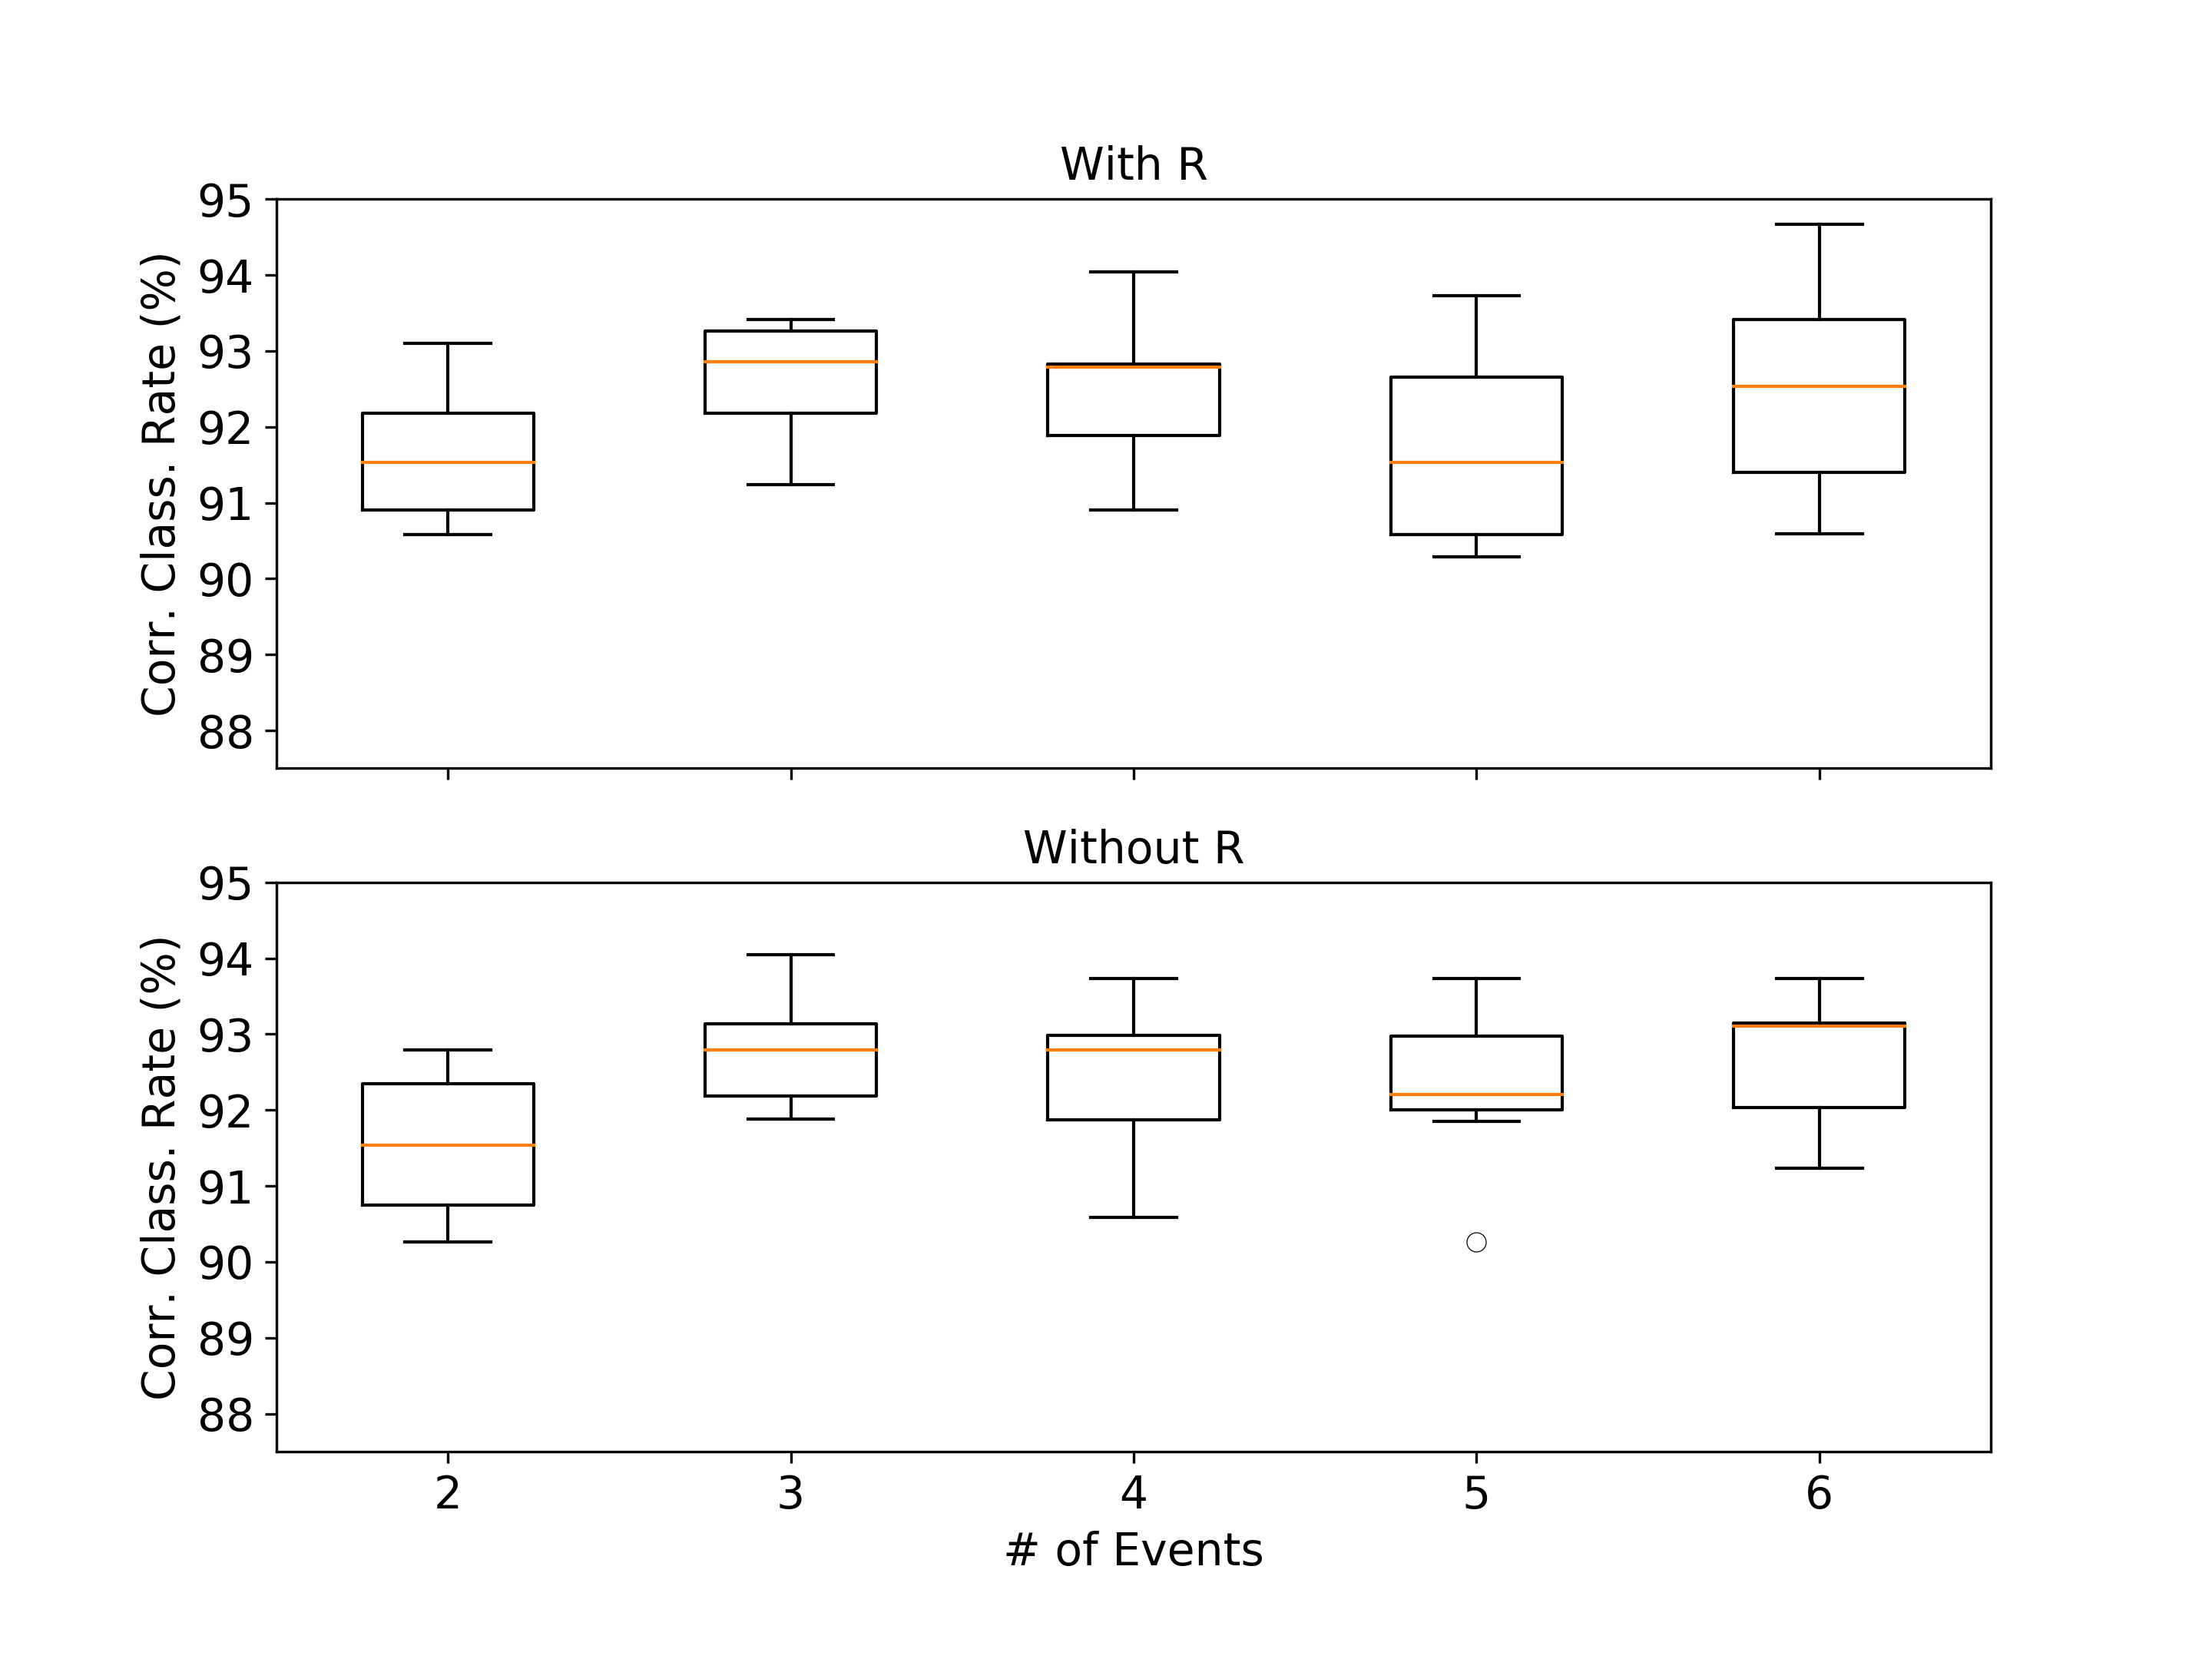 With R
Corr. Class. Rate (%)
95
94
93
92
91
90
89
88
Without R
Corr. Class. Rate (%)
95
94
93
92
91
90
89
88
2 3 4 5 6
# of Events